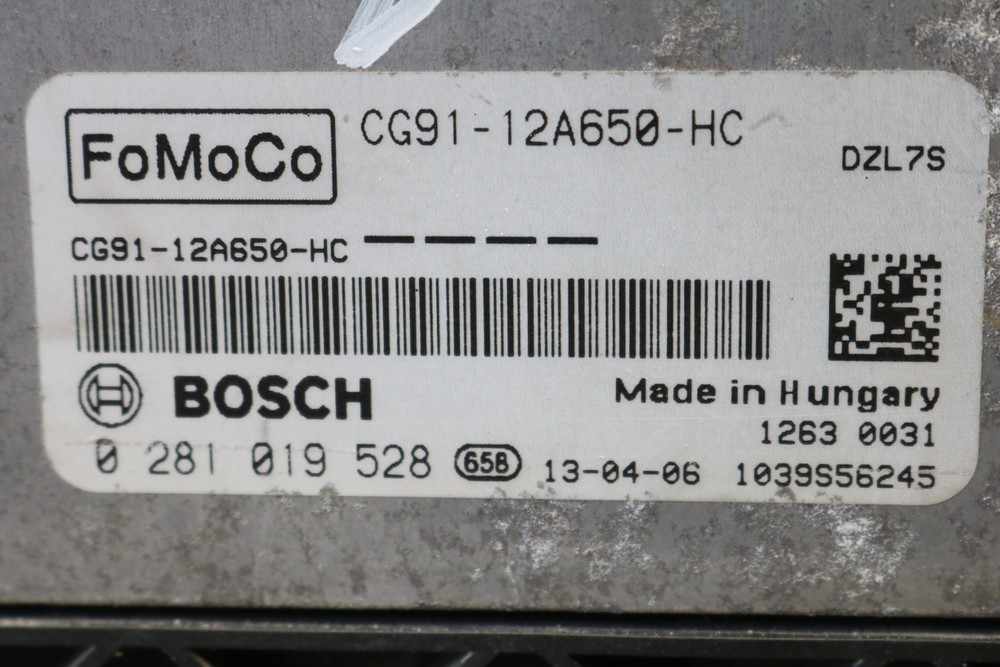 FoMoCo CG91-12A650-HC
DZL7S
CG91-12A650-HC ————
BOSCH Made in Hungary
1263 0031
0 281 019 528 65B 13-04-06 1039S56245